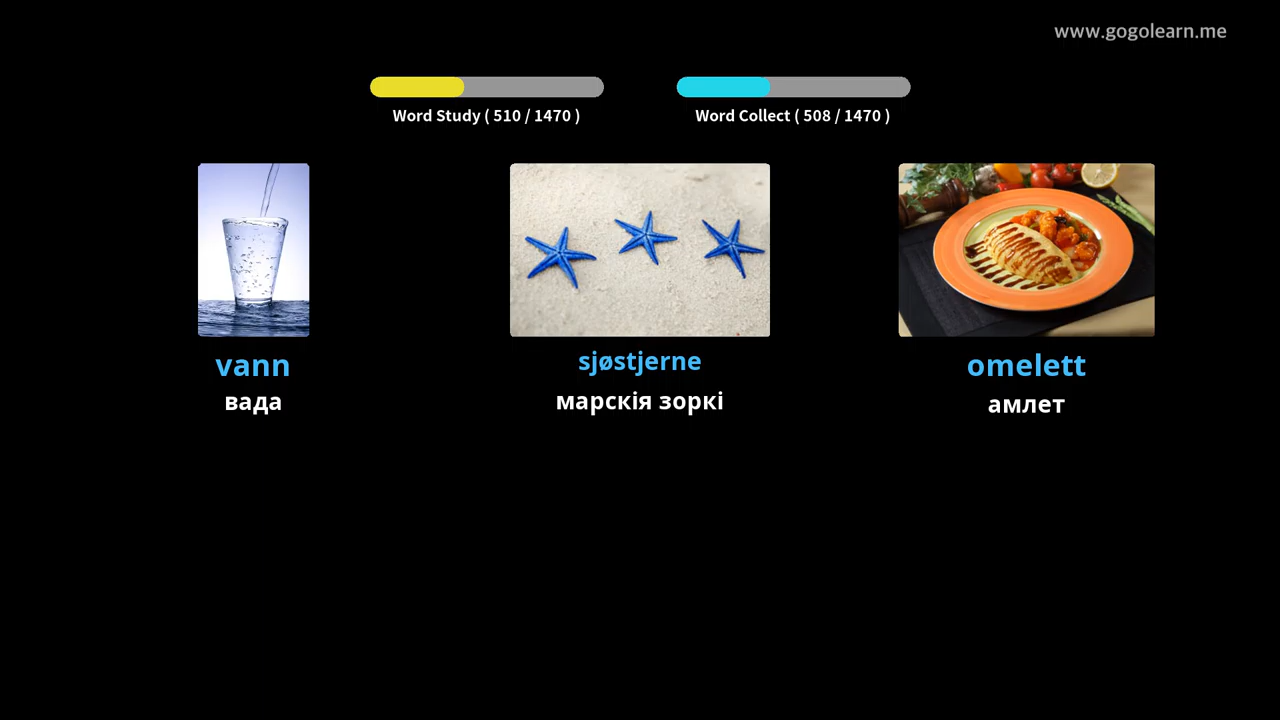 www.gogolearn.me
Word Study ( 510 / 1470 )
Word Collect ( 508 / 1470 )
vann
вада
sjøstjerne
марскія зоркі
omelett
амлет